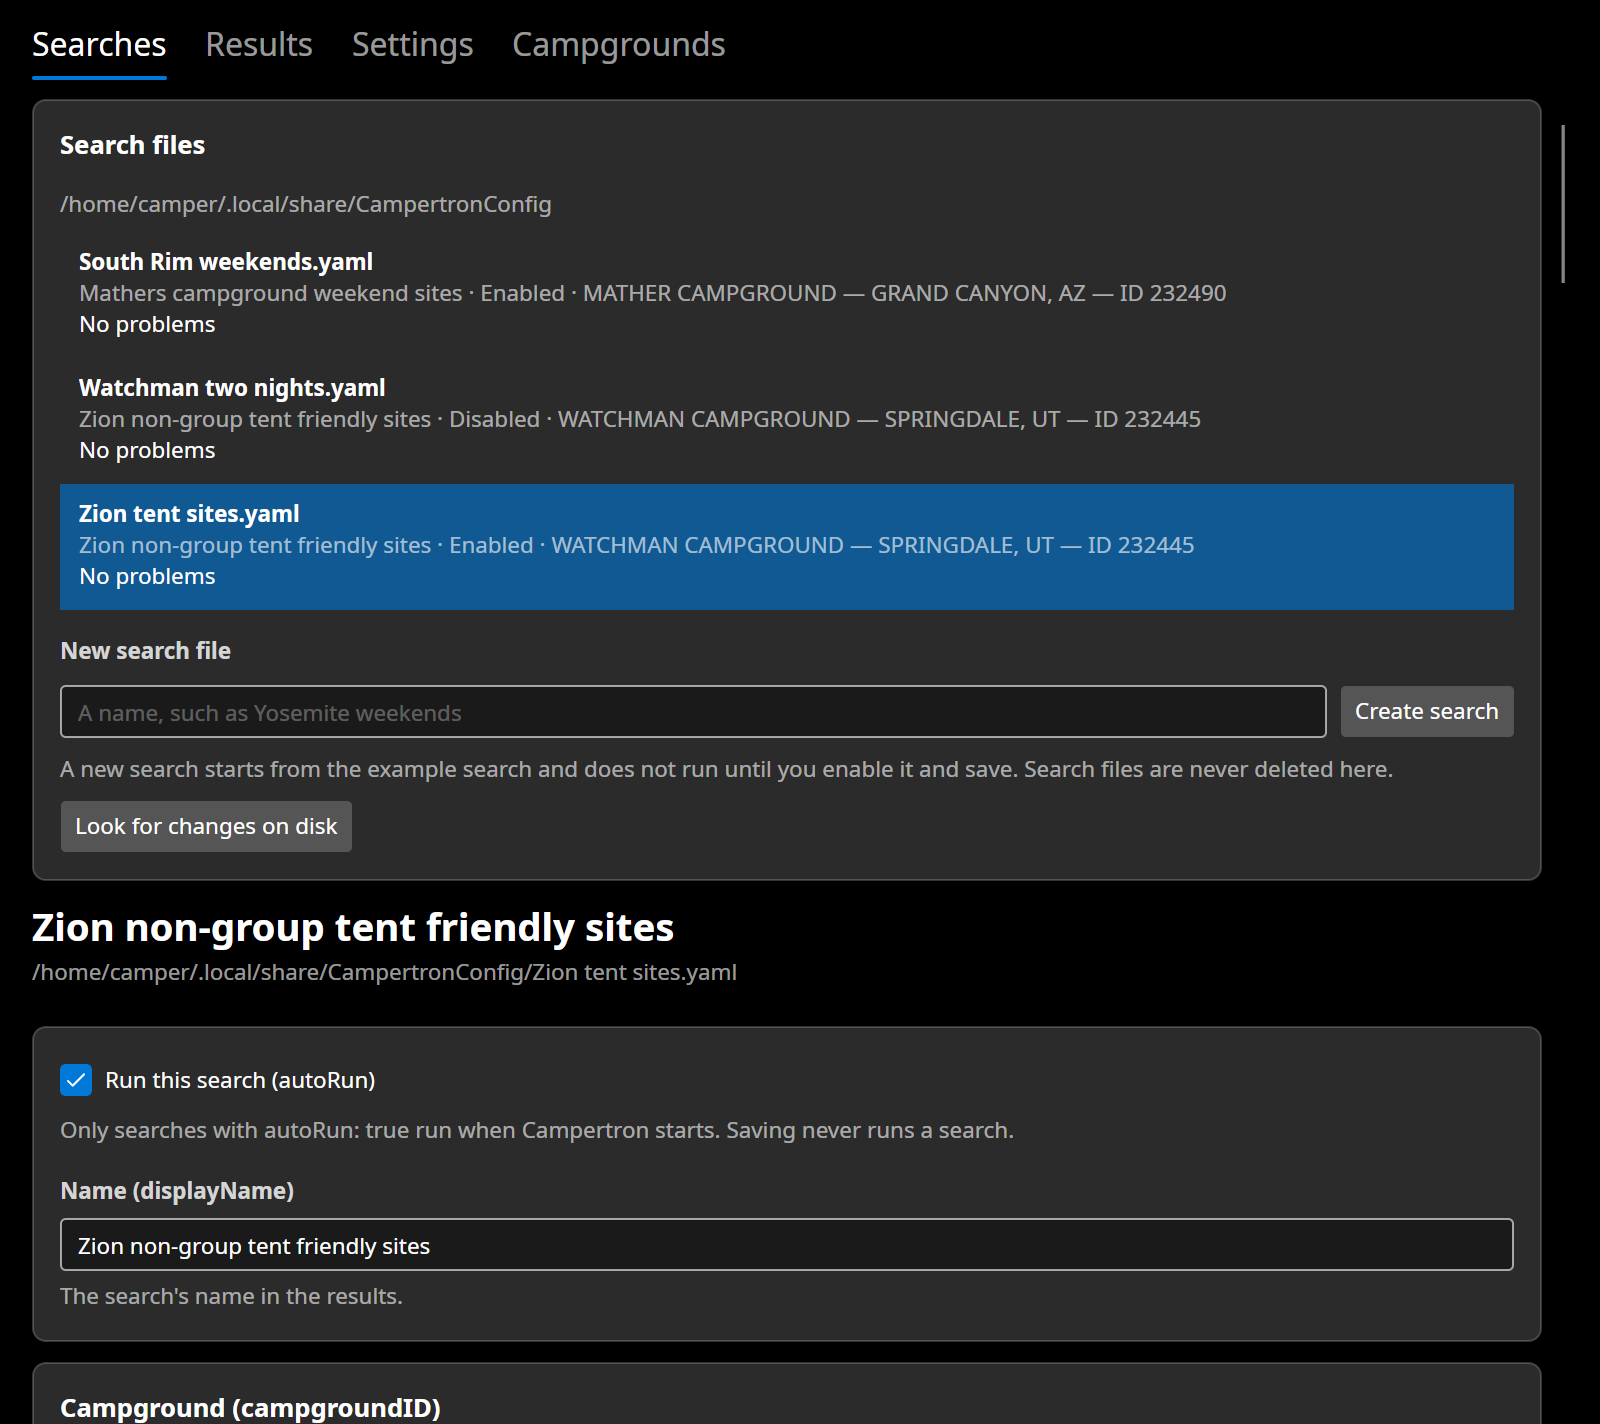 Searches Results Settings Campgrounds
Search files
/home/camper/.local/share/CampertronConfig
South Rim weekends.yaml
Mathers campground weekend sites · Enabled · MATHER CAMPGROUND — GRAND CANYON, AZ — ID 232490
No problems
Watchman two nights.yaml
Zion non-group tent friendly sites · Disabled · WATCHMAN CAMPGROUND — SPRINGDALE, UT — ID 232445
No problems
Zion tent sites.yaml
Zion non-group tent friendly sites · Enabled · WATCHMAN CAMPGROUND — SPRINGDALE, UT — ID 232445
No problems
New search file
A name, such as Yosemite weekends
Create search
A new search starts from the example search and does not run until you enable it and save. Search files are never deleted here.
Look for changes on disk
Zion non-group tent friendly sites
/home/camper/.local/share/CampertronConfig/Zion tent sites.yaml
Run this search (autoRun)
Only searches with autoRun: true run when Campertron starts. Saving never runs a search.
Name (displayName)
Zion non-group tent friendly sites
The search's name in the results.
Campground (campgroundID)